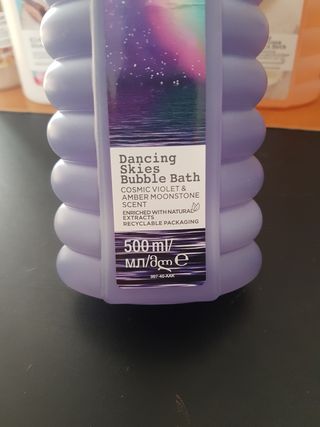 Dancing
Skies
Bubble Bath
COSMIC VIOLET &
AMBER MOONSTONE
SCENT
ENRICHED WITH NATURAL
EXTRACTS
RECYCLABLE PACKAGING
500 ml/
МЛ/მლ e